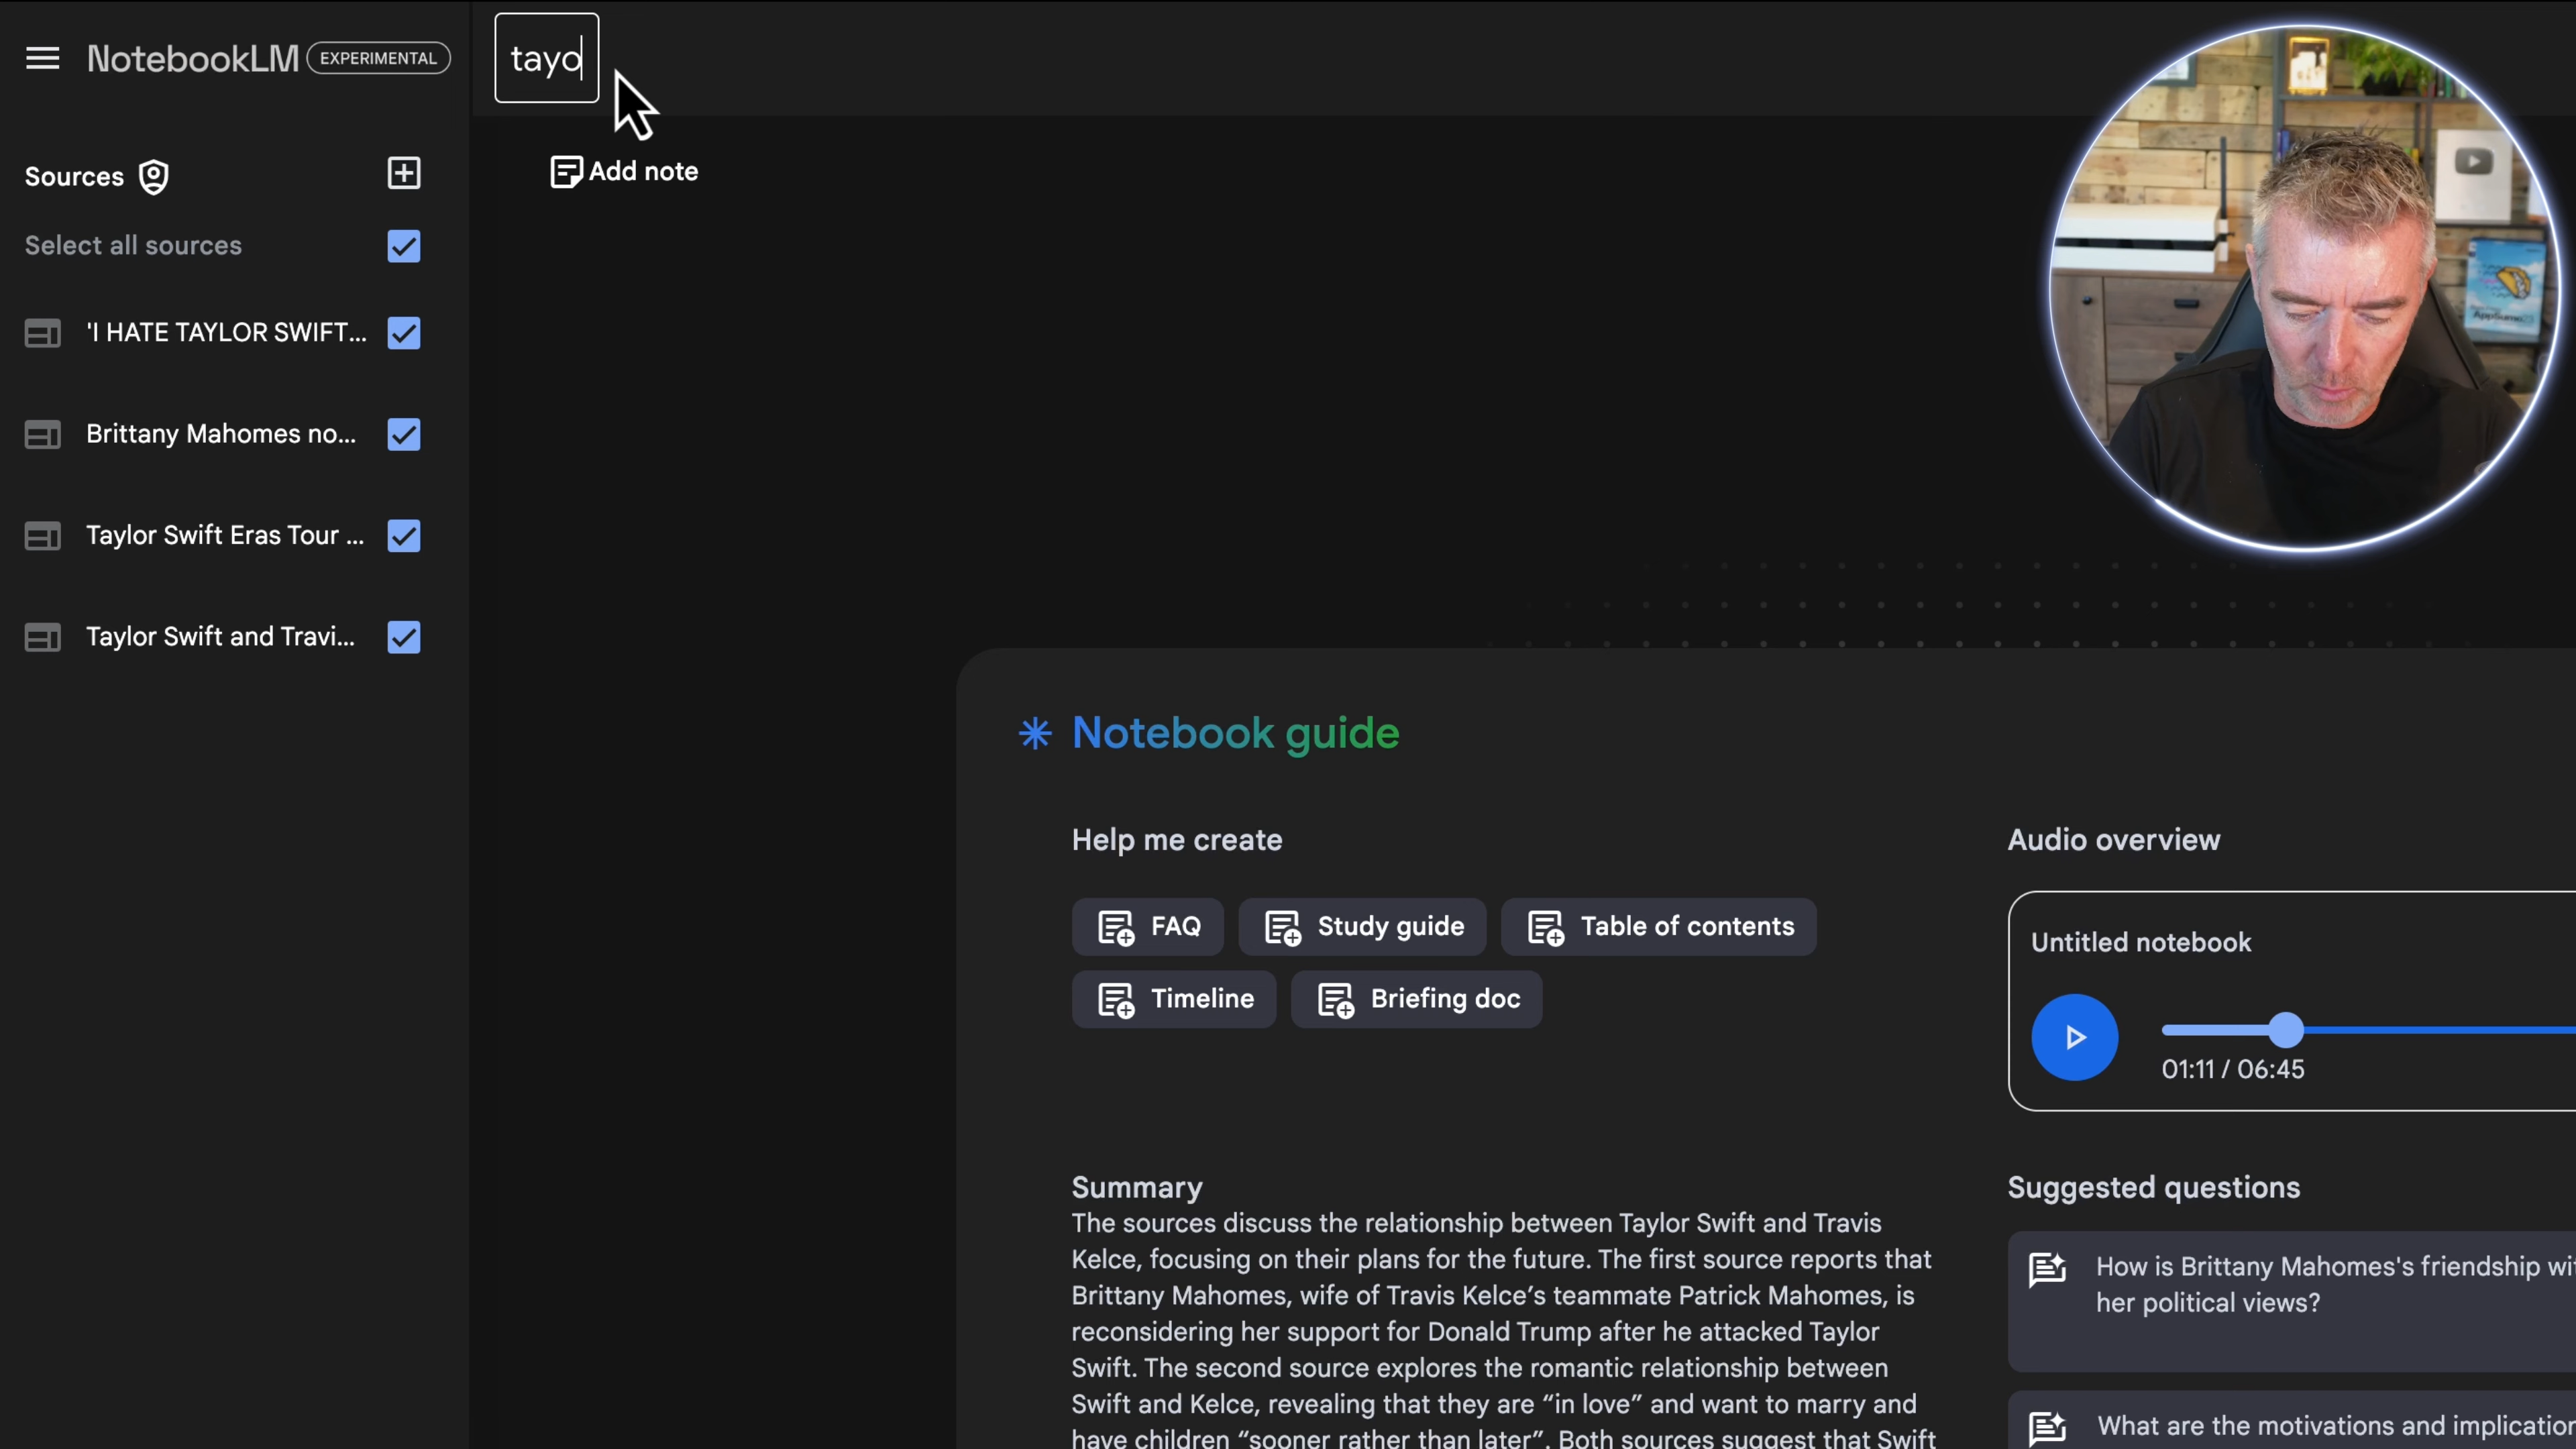 NotebookLM EXPERIMENTAL
tayo
Sources
Add note
Select all sources
'I HATE TAYLOR SWIFT...
Brittany Mahomes no...
Taylor Swift Eras Tour ...
Taylor Swift and Travi...
Notebook guide
Help me create
FAQ
Study guide
Table of contents
Timeline
Briefing doc
Audio overview
Untitled notebook
01:11 / 06:45
Summary
The sources discuss the relationship between Taylor Swift and Travis
Kelce, focusing on their plans for the future. The first source reports that
Brittany Mahomes, wife of Travis Kelce’s teammate Patrick Mahomes, is
reconsidering her support for Donald Trump after he attacked Taylor
Swift. The second source explores the romantic relationship between
Swift and Kelce, revealing that they are “in love” and want to marry and
have children “sooner rather than later”. Both sources suggest that Swift
Suggested questions
How is Brittany Mahomes's friendship wi
her political views?
What are the motivations and implication